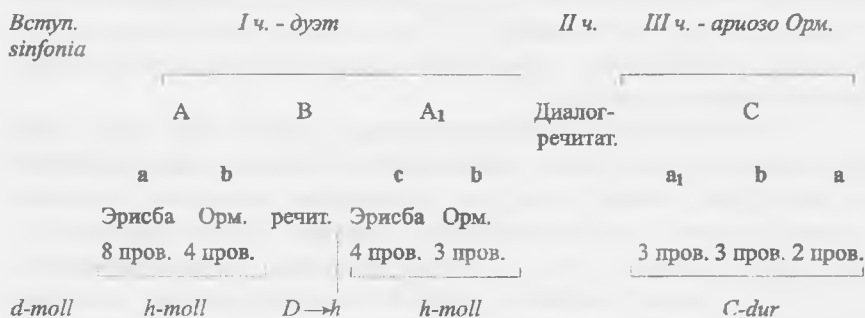 Вступ. I ч. - дуэт II ч. III ч. - ариозо Орм.
sinfonia
A B A1 Диалог- C
речитат.
a b c b a1 b a
Эрисба Орм. речит. Эрисба Орм.
8 пров. 4 пров. 4 пров. 3 пров. 3 пров. 3 пров. 2 пров.
d-moll h-moll D→h h-moll C-dur